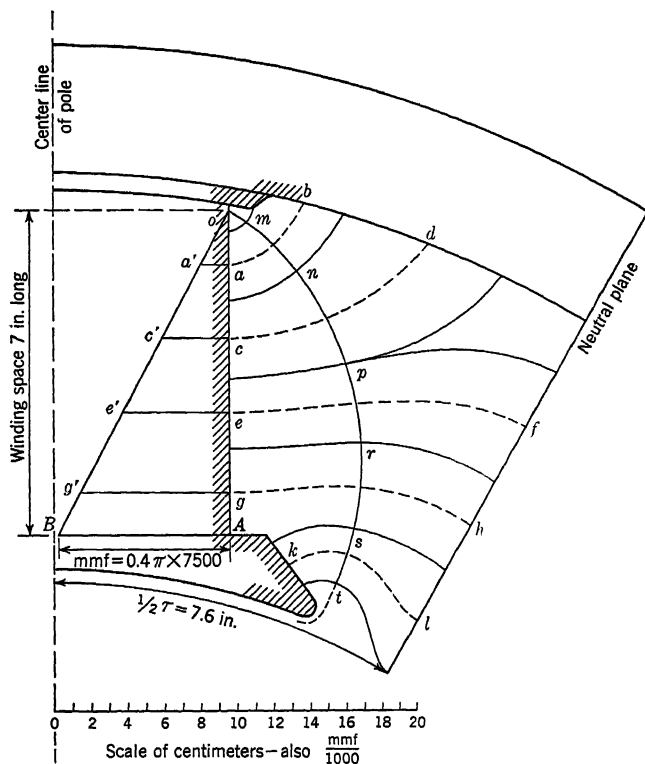 Center line
of pole
Winding space 7 in. long
Neutral plane
o'
m
b
a'
a
n
d
c'
c
p
e'
e
f
r
g'
g
h
B
A
k
s
mmf=0.4π×7500
t
l
½τ=7.6 in.
0 2 4 6 8 10 12 14 16 18 20
Scale of centimeters—also mmf
1000